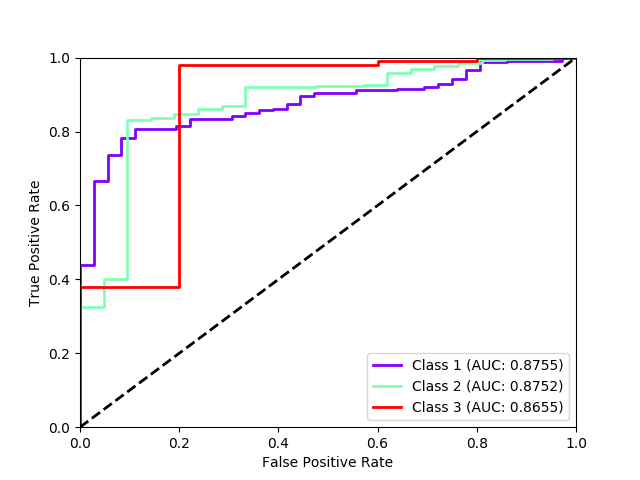 1.0
0.8
0.6
0.4
0.2
0.0
True Positive Rate
Class 1 (AUC: 0.8755)
Class 2 (AUC: 0.8752)
Class 3 (AUC: 0.8655)
0.0 0.2 0.4 0.6 0.8 1.0
False Positive Rate